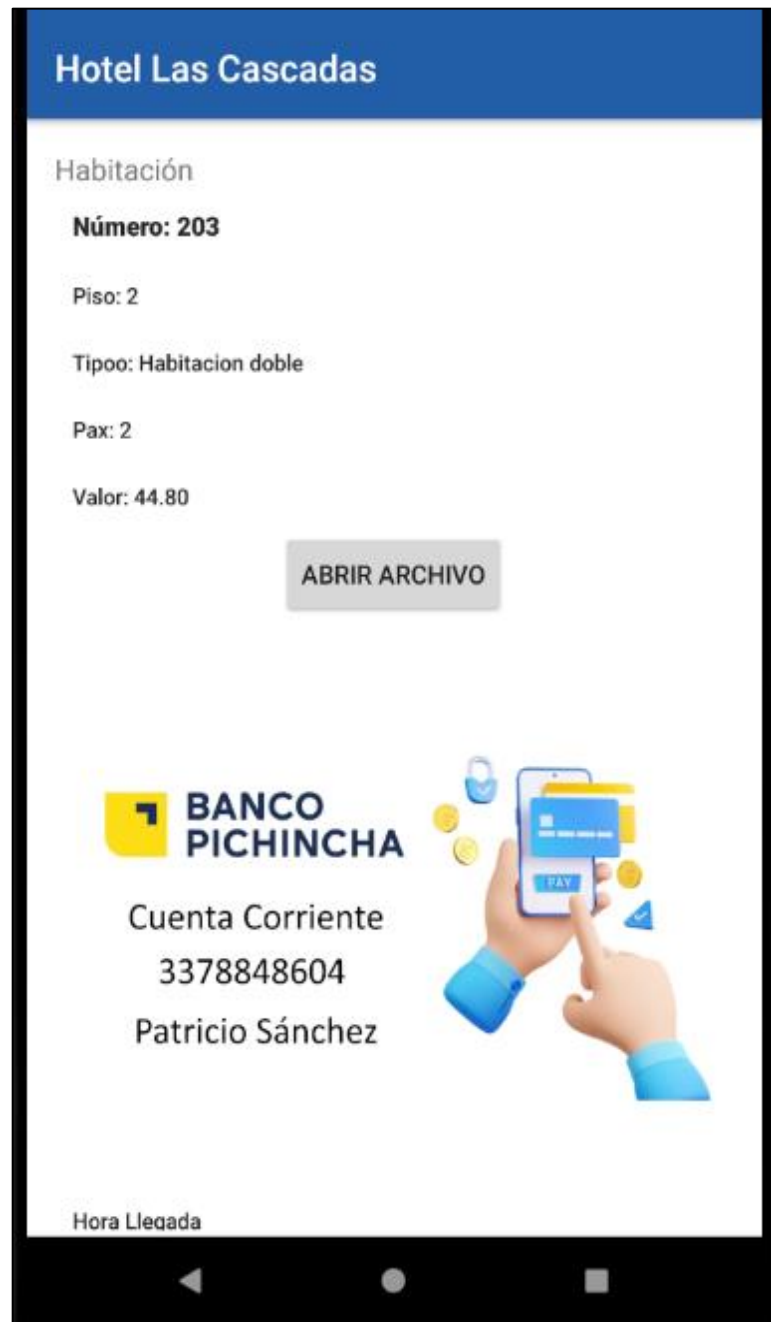 Hotel Las Cascadas
Habitación
Número: 203
Piso: 2
Tipoo: Habitacion doble
Pax: 2
Valor: 44.80
ABRIR ARCHIVO
BANCO
PICHINCHA
Cuenta Corriente
3378848604
Patricio Sánchez
PAY
Hora Llegada